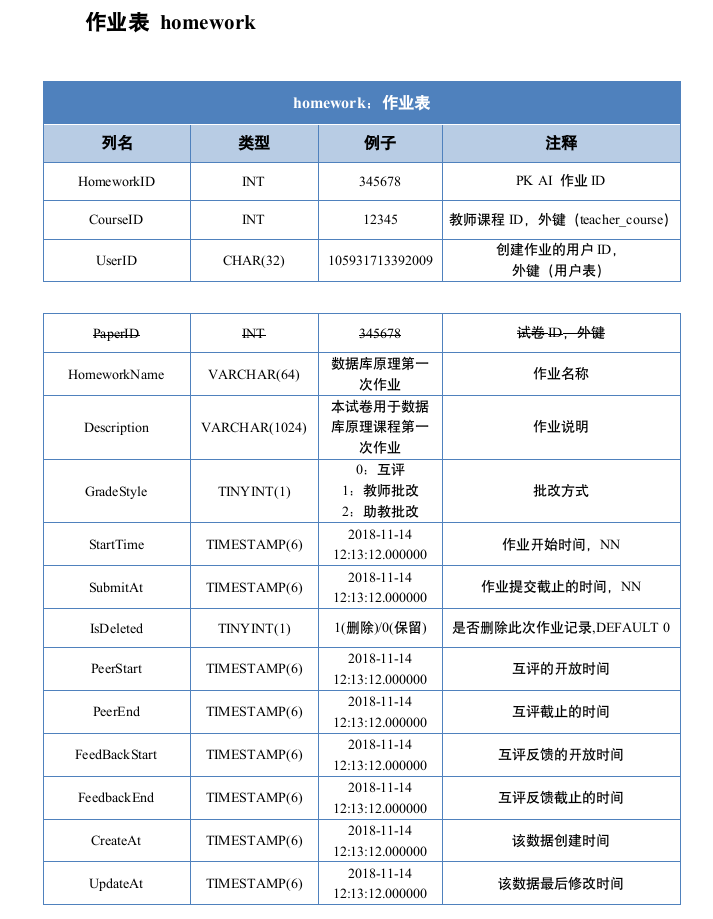 作业表 homework
homework：作业表
列名 类型 例子 注释
HomeworkID INT 345678 PK AI 作业 ID
CourseID INT 12345 教师课程 ID，外键（teacher_course）
UserID CHAR(32) 105931713392009 创建作业的用户 ID，
外键（用户表）
PaperID INT 345678 试卷 ID，外键
HomeworkName VARCHAR(64) 数据库原理第一
次作业 作业名称
Description VARCHAR(1024) 本试卷用于数据
库原理课程第一
次作业 作业说明
GradeStyle TINYINT(1) 0：互评
1：教师批改
2：助教批改 批改方式
StartTime TIMESTAMP(6) 2018-11-14
12:13:12.000000 作业开始时间，NN
SubmitAt TIMESTAMP(6) 2018-11-14
12:13:12.000000 作业提交截止的时间，NN
IsDeleted TINYINT(1) 1(删除)/0(保留) 是否删除此次作业记录,DEFAULT 0
PeerStart TIMESTAMP(6) 2018-11-14
12:13:12.000000 互评的开放时间
PeerEnd TIMESTAMP(6) 2018-11-14
12:13:12.000000 互评截止的时间
FeedBackStart TIMESTAMP(6) 2018-11-14
12:13:12.000000 互评反馈的开放时间
FeedbackEnd TIMESTAMP(6) 2018-11-14
12:13:12.000000 互评反馈截止的时间
CreateAt TIMESTAMP(6) 2018-11-14
12:13:12.000000 该数据创建时间
UpdateAt TIMESTAMP(6) 2018-11-14
12:13:12.000000 该数据最后修改时间